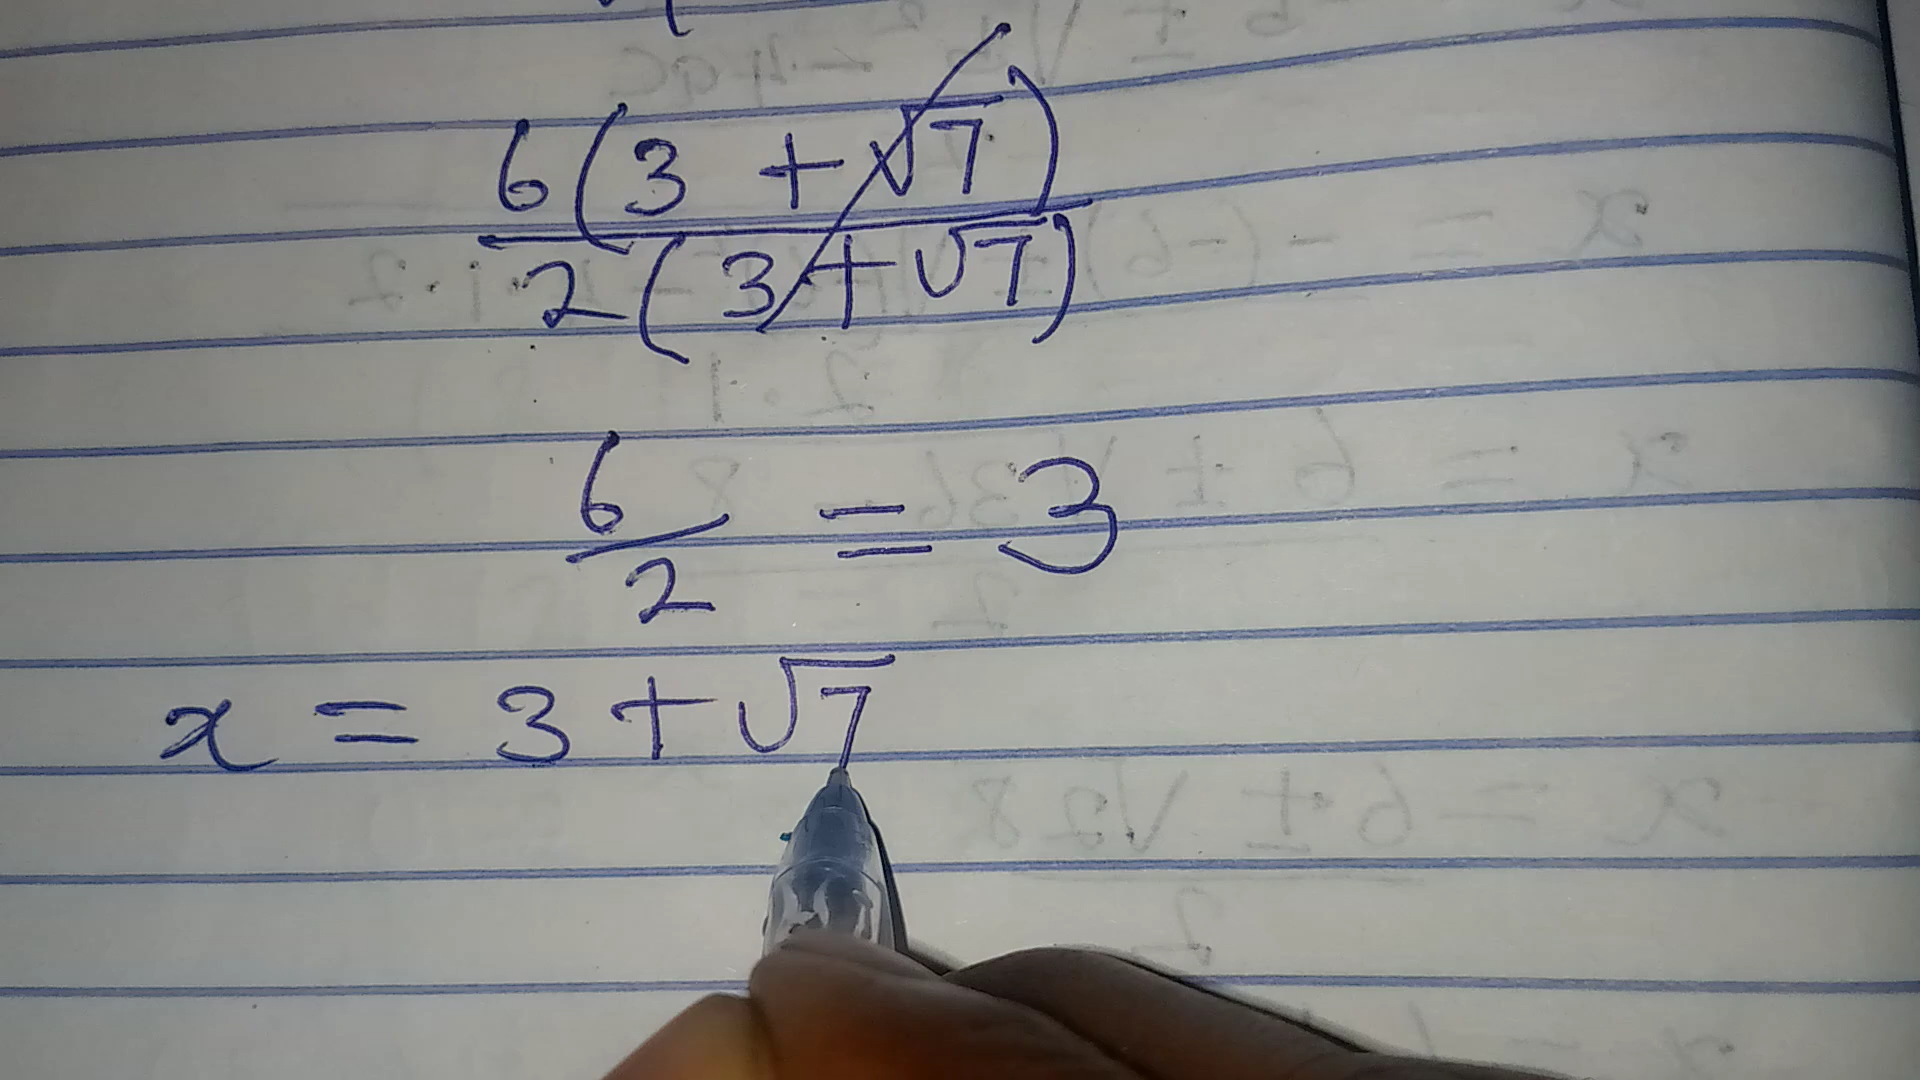 6(3 + √7)
2(3 + √7)
6/2 = 3
x = 3 + √7